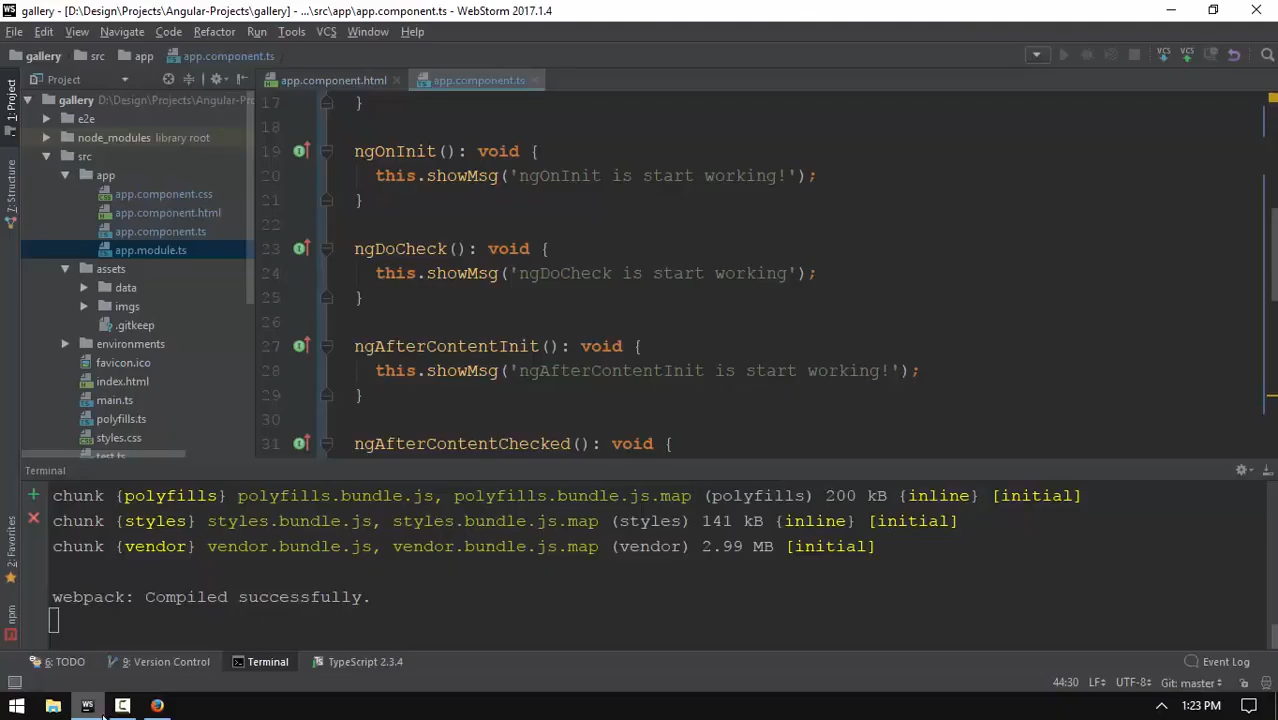 gallery - [D:\Design\Projects\Angular-Projects\gallery] - ...\src\app\app.component.ts - WebStorm 2017.1.4
File Edit View Navigate Code Refactor Run Tools VCS Window Help
gallery src app app.component.ts
1: Project
Project
app.component.html
app.component.ts
gallery D:\Design\Projects\Angular-Pr
e2e
node_modules library root
src
app
app.component.css
app.component.html
app.component.ts
app.module.ts
assets
data
imgs
.gitkeep
environments
favicon.ico
index.html
main.ts
polyfills.ts
styles.css
test.ts
Z: Structure
2: Favorites
npm
17 }
18
19 ngOnInit(): void {
20 this.showMsg('ngOnInit is start working!');
21 }
22
23 ngDoCheck(): void {
24 this.showMsg('ngDoCheck is start working');
25 }
26
27 ngAfterContentInit(): void {
28 this.showMsg('ngAfterContentInit is start working!');
29 }
30
31 ngAfterContentChecked(): void {
Terminal
chunk {polyfills} polyfills.bundle.js, polyfills.bundle.js.map (polyfills) 200 kB {inline} [initial]
chunk {styles} styles.bundle.js, styles.bundle.js.map (styles) 141 kB {inline} [initial]
chunk {vendor} vendor.bundle.js, vendor.bundle.js.map (vendor) 2.99 MB [initial]
webpack: Compiled successfully.
6: TODO 9: Version Control Terminal TypeScript 2.3.4 Event Log
44:30 LF÷ UTF-8÷ Git: master÷
WS 1:23 PM